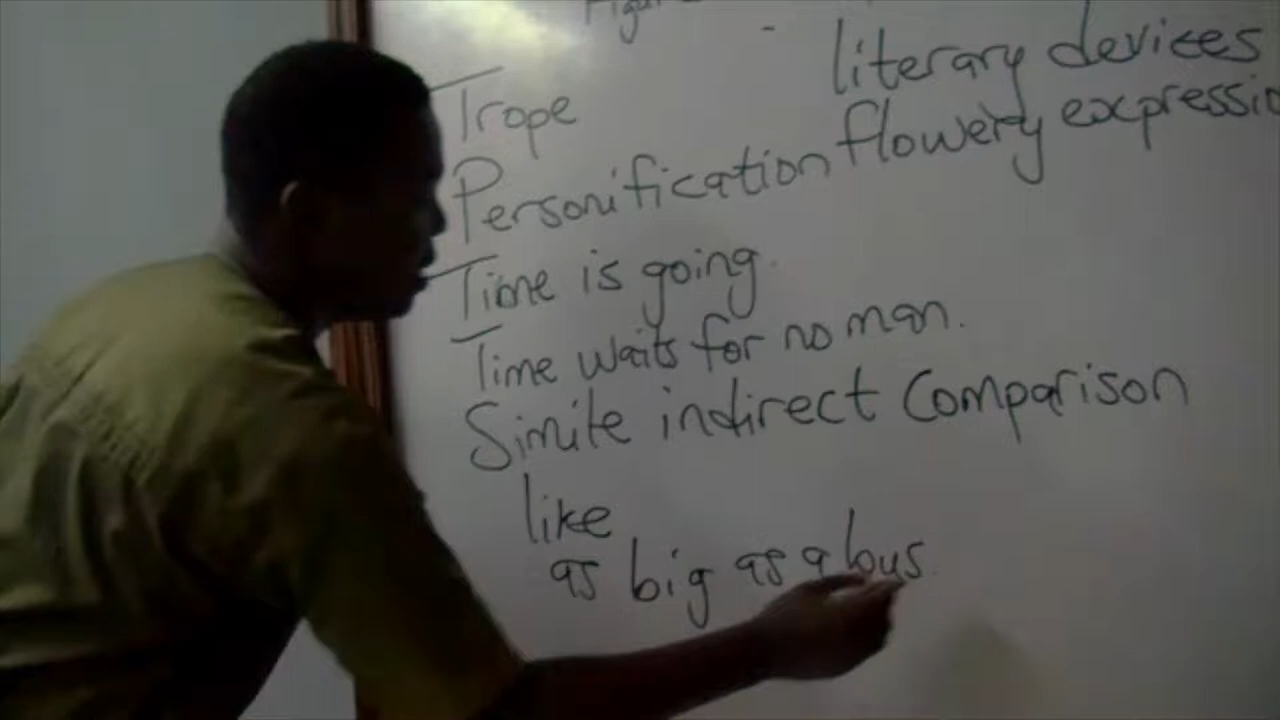 literary devices
Trope
flowery
Personification
Time is going
Time waits for no man.
Simile indirect Comparison
like
as big as a bus